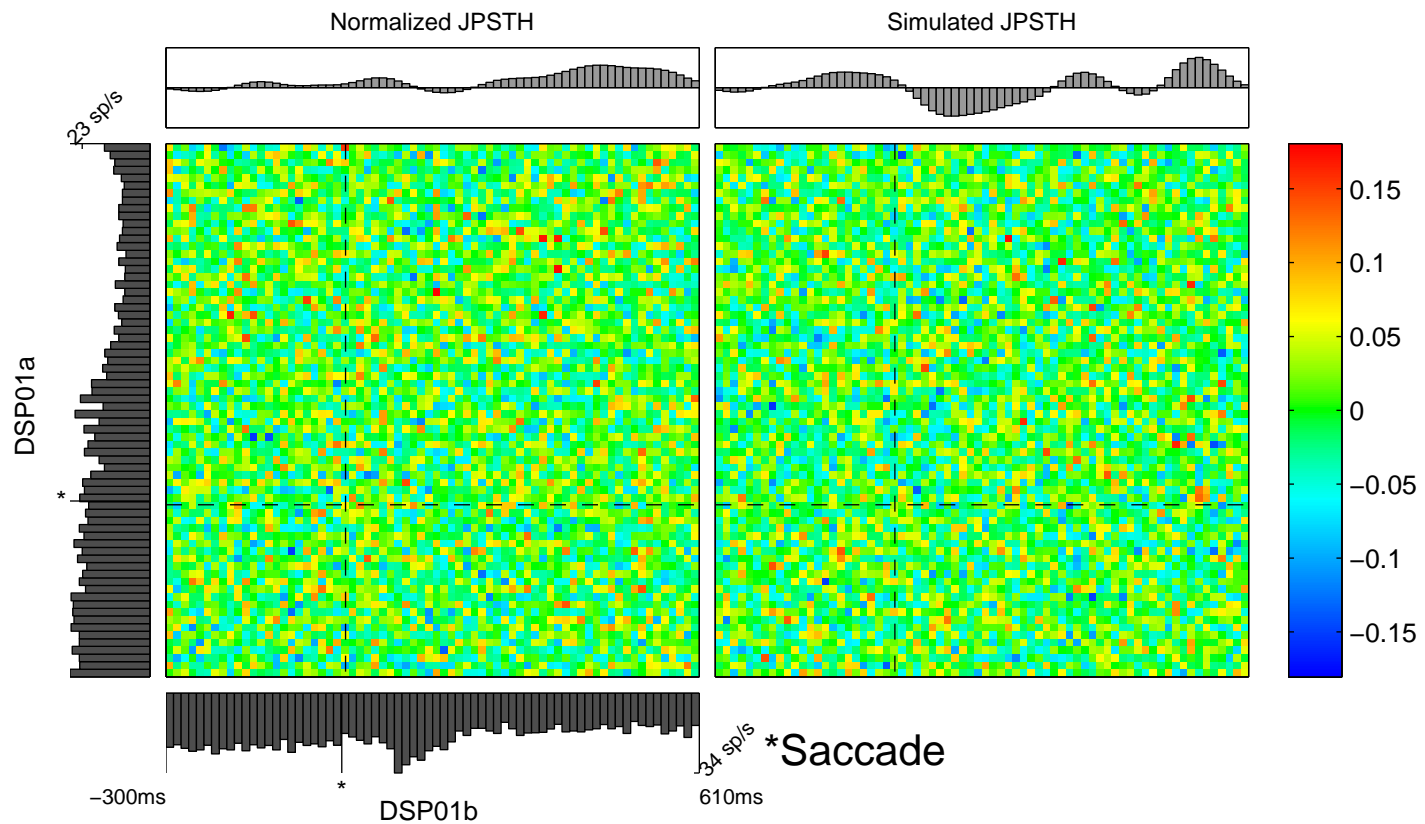 Normalized JPSTH
Simulated JPSTH
23 sp/s
0.15
0.1
0.05
0
−0.05
−0.1
−0.15
DSP01a
*
34 sp/s
*Saccade
*
−300ms
610ms
DSP01b